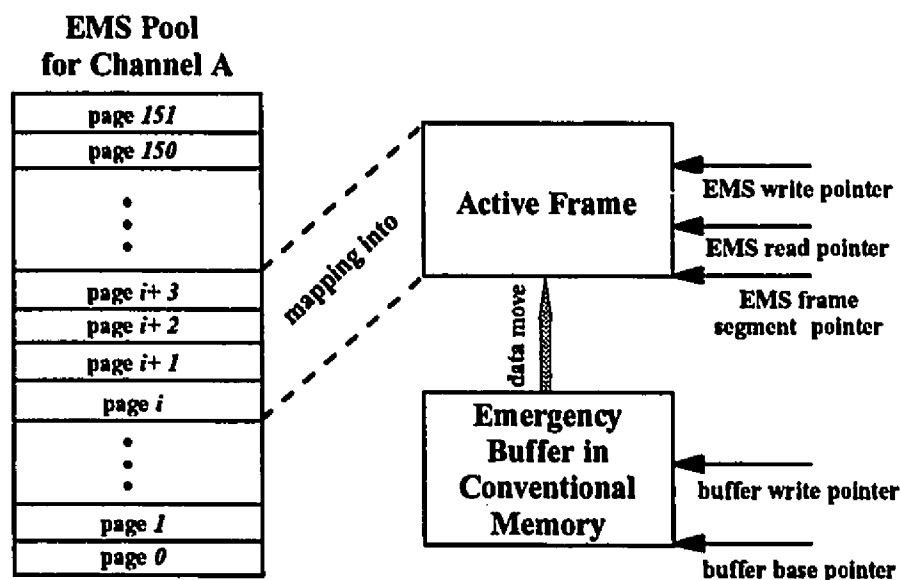 EMS Pool
for Channel A
page 151
page 150
page i+ 3
page i+ 2
page i+ 1
page i
page 1
page 0
mapping into
Active Frame
EMS write pointer
EMS read pointer
EMS frame
segment pointer
data move
Emergency
Buffer in
Conventional
Memory
buffer write pointer
buffer base pointer